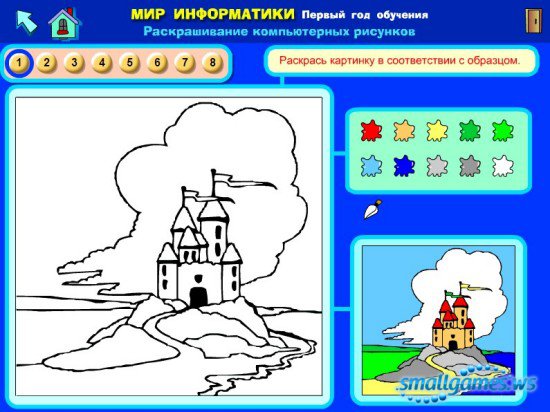 МИР ИНФОРМАТИКИ Первый год обучения
Раскрашивание компьютерных рисунков
1 2 3 4 5 6 7 8
Раскрась картинку в соответствии с образцом.
smallgames.ws